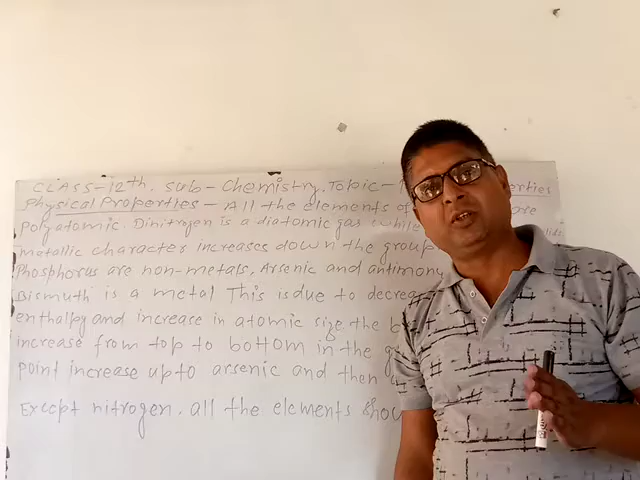 CLASS-12th. Sub-Chemistry. Topic- erties
Physical Properties - All the elements of are
Polyatomic. Dinitrogen is a diatomic gas while
metallic character increases down the group
Phosphorus are non-metals, Arsenic and antimony
Bismuth is a metal This is due to decrea
enthalpy and increase in atomic size. the b
increase from top to bottom in the g
point increase upto arsenic and then
Except nitrogen. all the elements show